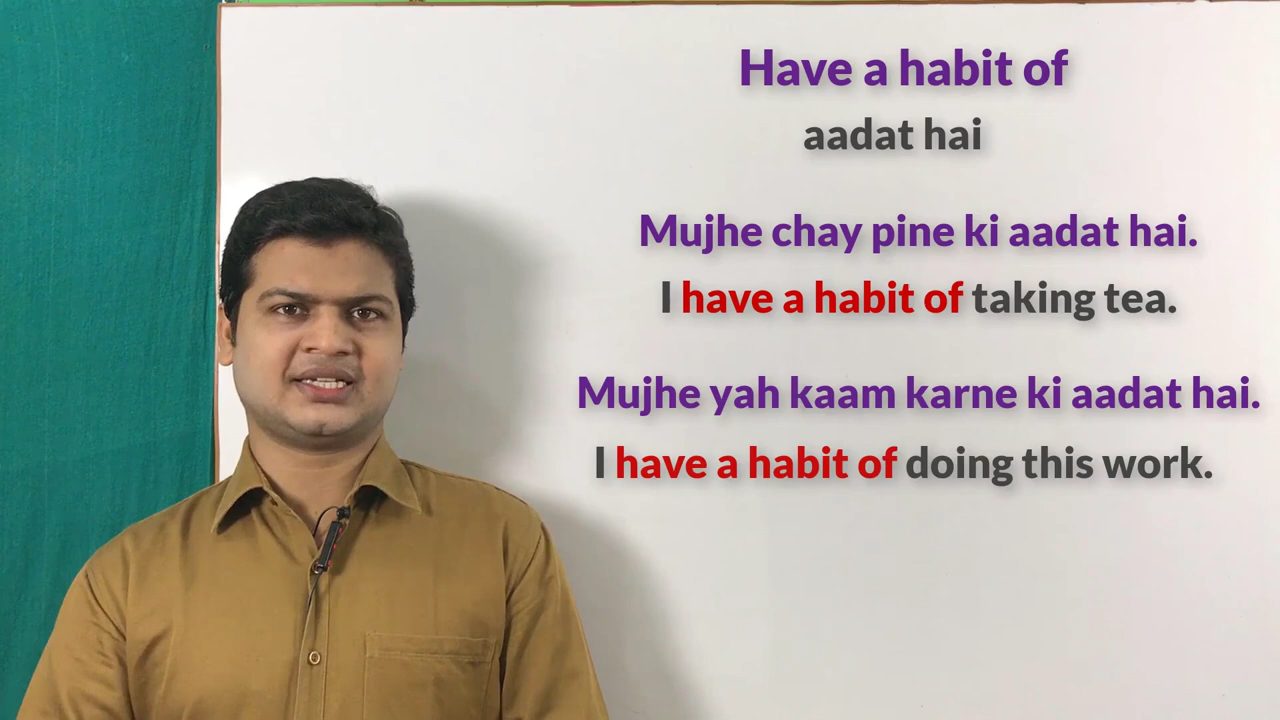 Have a habit of
aadat hai
Mujhe chay pine ki aadat hai.
I have a habit of taking tea.
Mujhe yah kaam karne ki aadat hai.
I have a habit of doing this work.